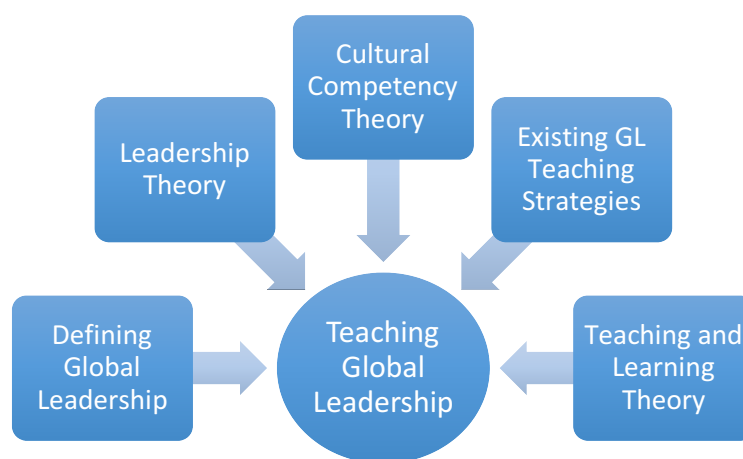 Cultural
Competency
Theory
Leadership
Theory
Existing GL
Teaching
Strategies
Defining
Global
Leadership
Teaching
Global
Leadership
Teaching and
Learning
Theory